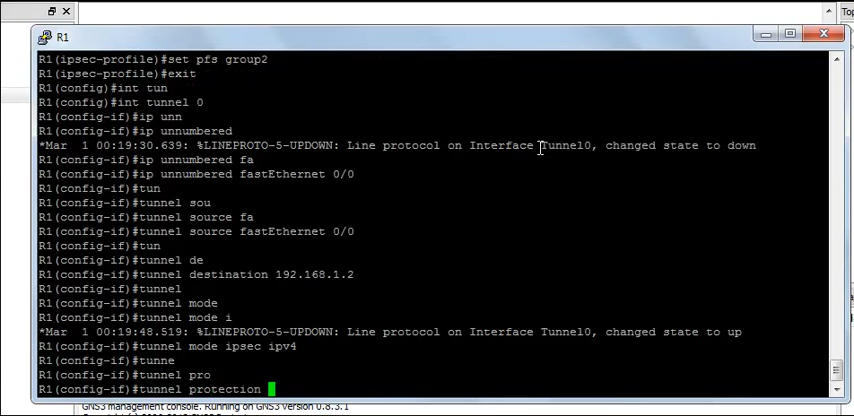 Top
R1
R1(ipsec-profile)#set pfs group2
R1(ipsec-profile)#exit
R1(config)#int tun
R1(config)#int tunnel 0
R1(config-if)#ip unn
R1(config-if)#ip unnumbered
*Mar  1 00:19:30.639: %LINEPROTO-5-UPDOWN: Line protocol on Interface Tunnel0, changed state to down
R1(config-if)#ip unnumbered fa
R1(config-if)#ip unnumbered fastEthernet 0/0
R1(config-if)#tun
R1(config-if)#tunnel sou
R1(config-if)#tunnel source fa
R1(config-if)#tunnel source fastEthernet 0/0
R1(config-if)#tun
R1(config-if)#tunnel de
R1(config-if)#tunnel destination 192.168.1.2
R1(config-if)#tunnel
R1(config-if)#tunnel mode
R1(config-if)#tunnel mode i
*Mar  1 00:19:48.519: %LINEPROTO-5-UPDOWN: Line protocol on Interface Tunnel0, changed state to up
R1(config-if)#tunnel mode ipsec ipv4
R1(config-if)#tunne
R1(config-if)#tunnel pro
R1(config-if)#tunnel protection
GNS3 management console. Running on GNS3 version 0.8.3.1